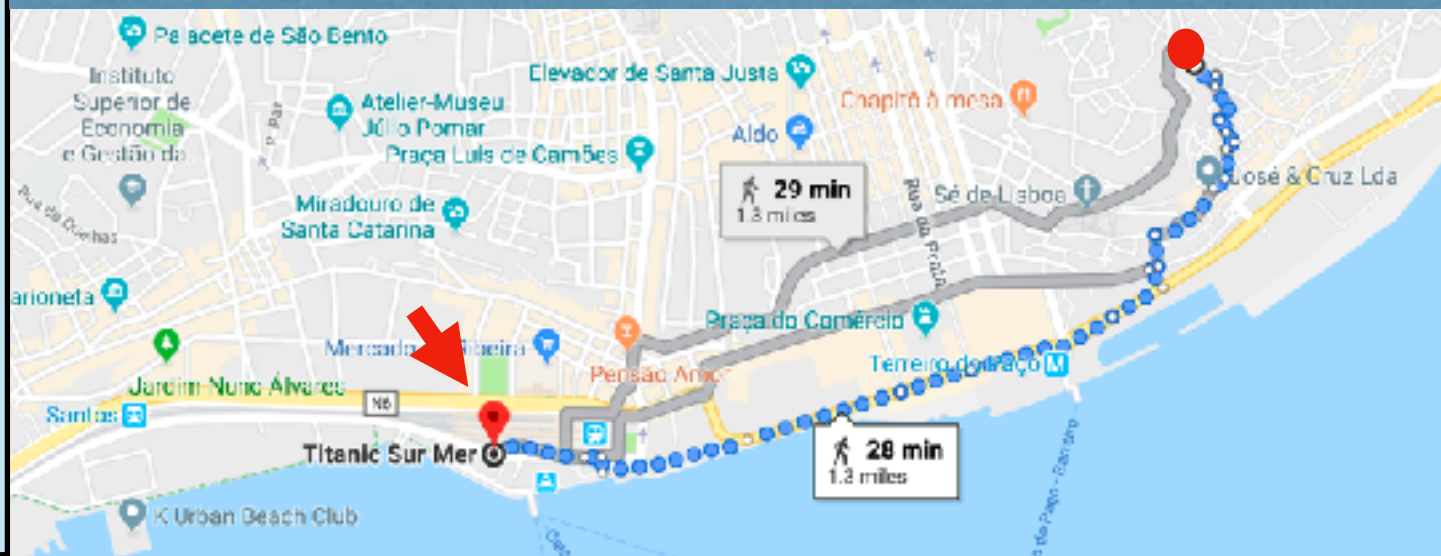 Palacete de São Bento
Instituto
Superior de
Economia
e Gestão da
Atelier-Museu
Júlio Pomar
Praça Luís de Camões
Elevador de Santa Justa
Aldo
Chapitô à mesa
Miradouro de
Santa Catarina
29 min
1.3 miles
Sé de Lisboa
José & Cruz Lda
Rua da Prata
arioneta
Mercado Ribeira
Praça do Comércio
Terreiro do Paço
Pensão Amor
Jardim Nuno Álvares
Santos
N6
Titanic Sur Mer
28 min
1.3 miles
K Urban Beach Club